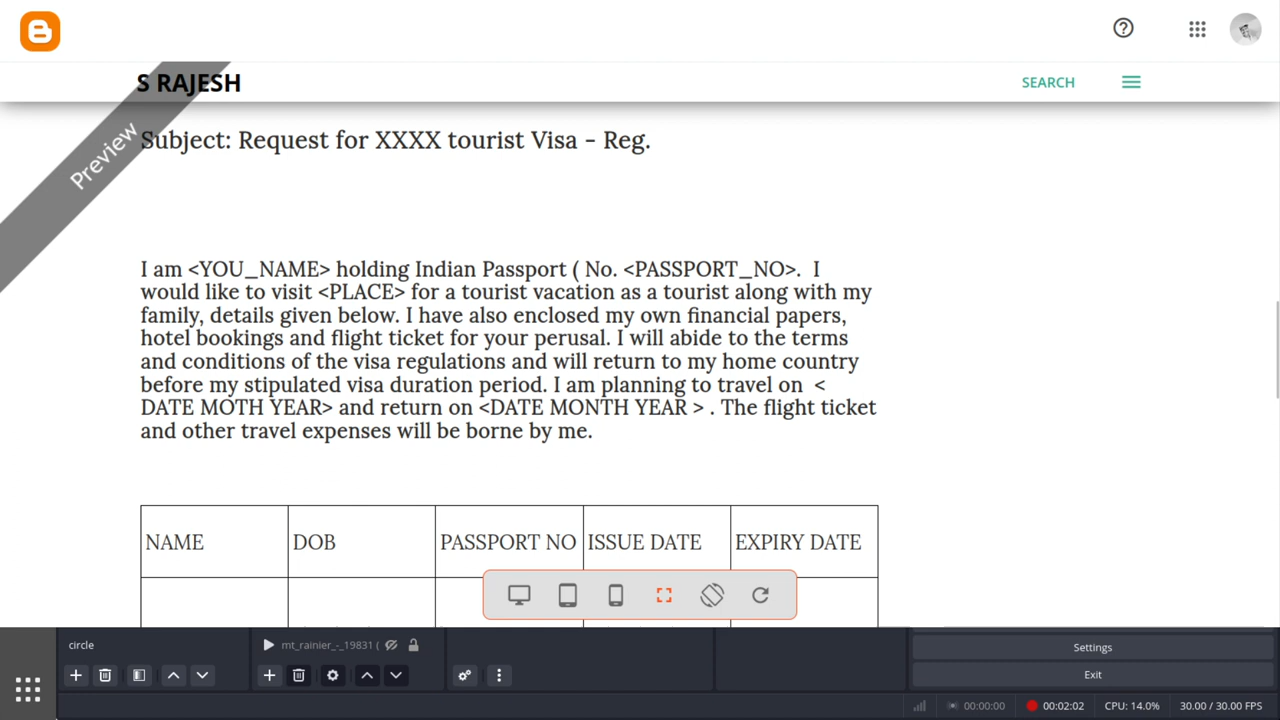 S RAJESH
SEARCH
Preview
Subject: Request for XXXX tourist Visa - Reg.
I am <YOU_NAME> holding Indian Passport ( No. <PASSPORT_NO>.  I
would like to visit <PLACE> for a tourist vacation as a tourist along with my
family, details given below. I have also enclosed my own financial papers,
hotel bookings and flight ticket for your perusal. I will abide to the terms
and conditions of the visa regulations and will return to my home country
before my stipulated visa duration period. I am planning to travel on  <
DATE MOTH YEAR> and return on <DATE MONTH YEAR > . The flight ticket
and other travel expenses will be borne by me.
NAME DOB PASSPORT NO ISSUE DATE EXPIRY DATE
circle
mt_rainier_-_19831 (
Settings
Exit
00:00:00 00:02:02 CPU: 14.0% 30.00 / 30.00 FPS